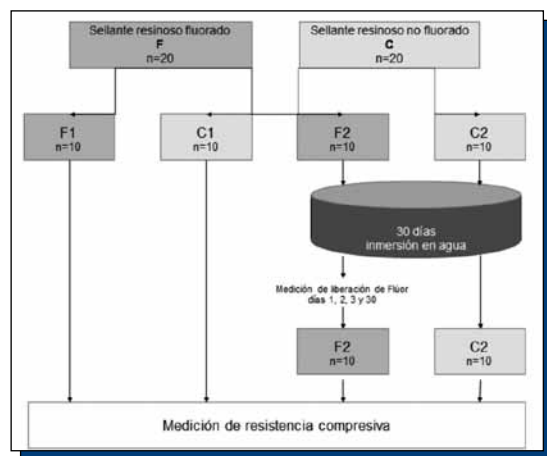 Sellante resinoso fluorado
F
n=20
Sellante resinoso no fluorado
C
n=20
F1
n=10
C1
n=10
F2
n=10
C2
n=10
30 días
inmersión en agua
Medición de liberación de Flúor
días 1, 2, 3 y 30
F2
n=10
C2
n=10
Medición de resistencia compresiva